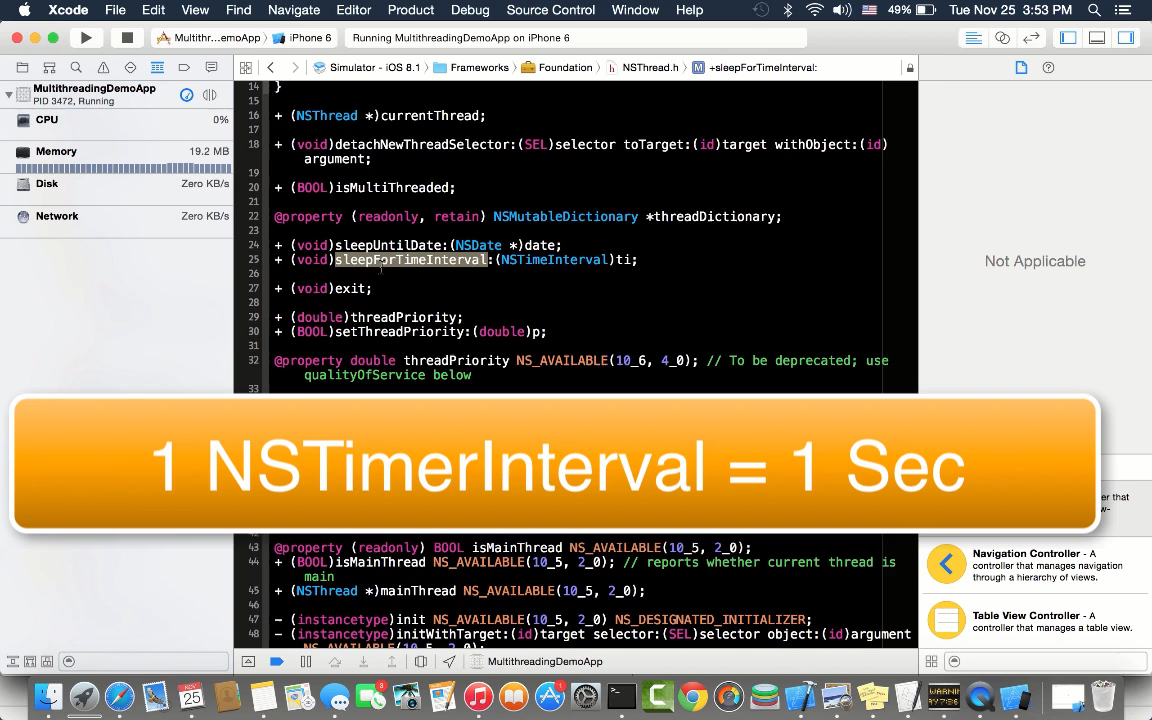 Xcode File Edit View Find Navigate Editor Product Debug Source Control Window Help 49% Tue Nov 25 3:53 PM
Multithr...emoApp iPhone 6 Running MultithreadingDemoApp on iPhone 6
Simulator - iOS 8.1 Frameworks Foundation NSThread.h M +sleepForTimeInterval:
MultithreadingDemoApp
PID 3472, Running
CPU 0%
Memory 19.2 MB
Disk Zero KB/s
Network Zero KB/s
14 }
15
16 + (NSThread *)currentThread;
17
18 + (void)detachNewThreadSelector:(SEL)selector toTarget:(id)target withObject:(id)
argument;
19
20 + (BOOL)isMultiThreaded;
21
22 @property (readonly, retain) NSMutableDictionary *threadDictionary;
23
24 + (void)sleepUntilDate:(NSDate *)date;
25 + (void)sleepForTimeInterval:(NSTimeInterval)ti;
26
27 + (void)exit;
28
29 + (double)threadPriority;
30 + (BOOL)setThreadPriority:(double)p;
31
32 @property double threadPriority NS_AVAILABLE(10_6, 4_0); // To be deprecated; use
qualityOfService below
33
Not Applicable
1 NSTimerInterval = 1 Sec
43 @property (readonly) BOOL isMainThread NS_AVAILABLE(10_5, 2_0);
44 + (BOOL)isMainThread NS_AVAILABLE(10_5, 2_0); // reports whether current thread is
main
45 + (NSThread *)mainThread NS_AVAILABLE(10_5, 2_0);
46
47 - (instancetype)init NS_AVAILABLE(10_5, 2_0) NS_DESIGNATED_INITIALIZER;
48 - (instancetype)initWithTarget:(id)target selector:(SEL)selector object:(id)argument
NS_AVAILABLE(10_5, 2_0);
er that
Navigation Controller - A
controller that manages navigation
through a hierarchy of views.
Table View Controller - A
controller that manages a table view.
MultithreadingDemoApp
NOV
25
3
1